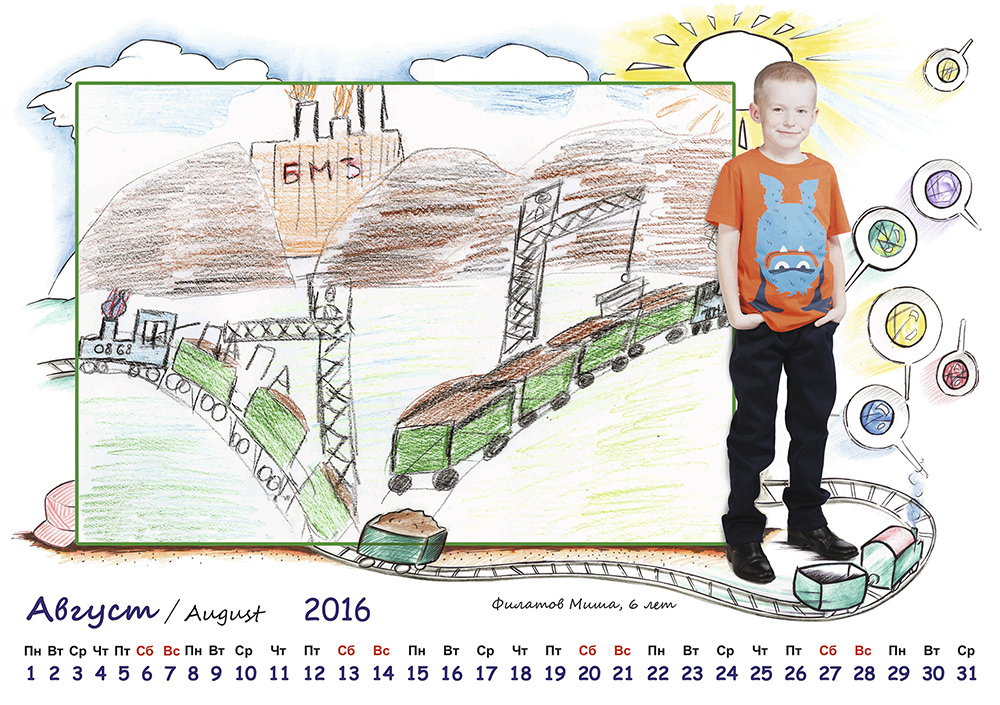 БМЗ
0868
Август / August 2016
Филатов Миша, 6 лет
Пн Вт Ср Чт Пт Сб Вс Пн Вт Ср Чт Пт Сб Вс Пн Вт Ср Чт Пт Сб Вс Пн Вт Ср Чт Пт Сб Вс Пн Вт Ср
1 2 3 4 5 6 7 8 9 10 11 12 13 14 15 16 17 18 19 20 21 22 23 24 25 26 27 28 29 30 31